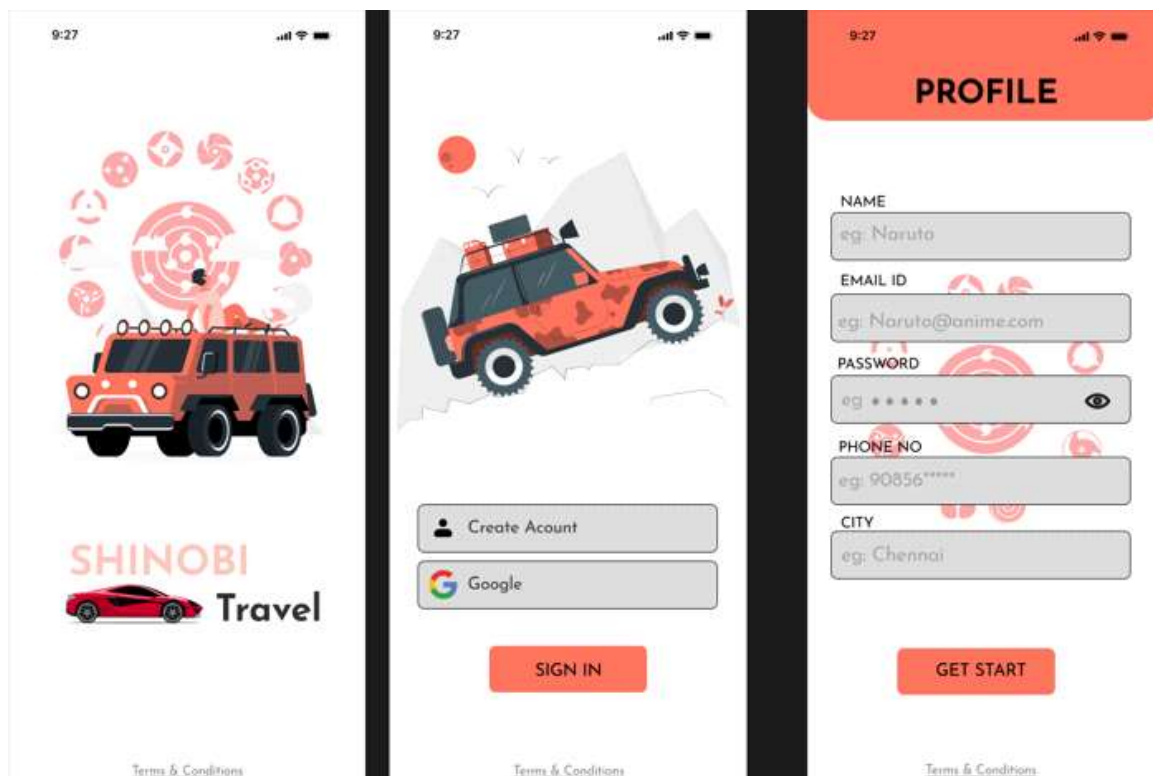 9:27
SHINOBI
Travel
Terms & Conditions
9:27
Create Acount
Google
SIGN IN
Terms & Conditions
9:27
PROFILE
NAME
eg: Naruto
EMAIL ID
eg: Naruto@anime.com
PASSWORD
eg •••••
PHONE NO
eg: 90856*****
CITY
eg: Chennai
GET START
Terms & Conditions